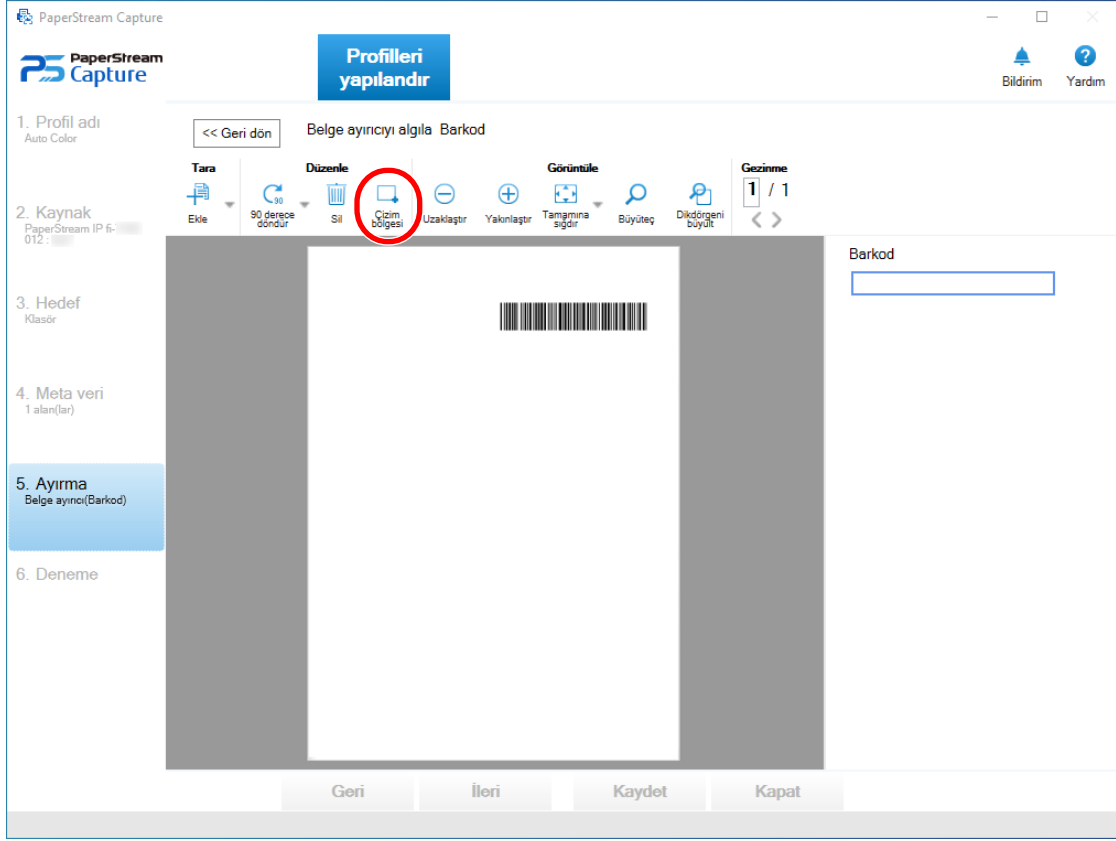 PaperStream Capture
PaperStream
Capture
Profilleri
yapılandır
Bildirim
Yardım
1. Profil adı
Auto Color
2. Kaynak
PaperStream IP fi-
012 :
3. Hedef
Klasör
4. Meta veri
1 alan(lar)
5. Ayırma
Belge ayırıcı(Barkod)
6. Deneme
<< Geri dön
Belge ayırıcıyı algıla Barkod
Tara
Düzenle
Görüntüle
Gezinme
Ekle
90
90 derece
döndür
Sil
Çizim
bölgesi
Uzaklaştır
Yakınlaştır
Tamamına
sığdır
Büyüteç
Dikdörgeni
büyült
1 / 1
Barkod
Geri
İleri
Kaydet
Kapat